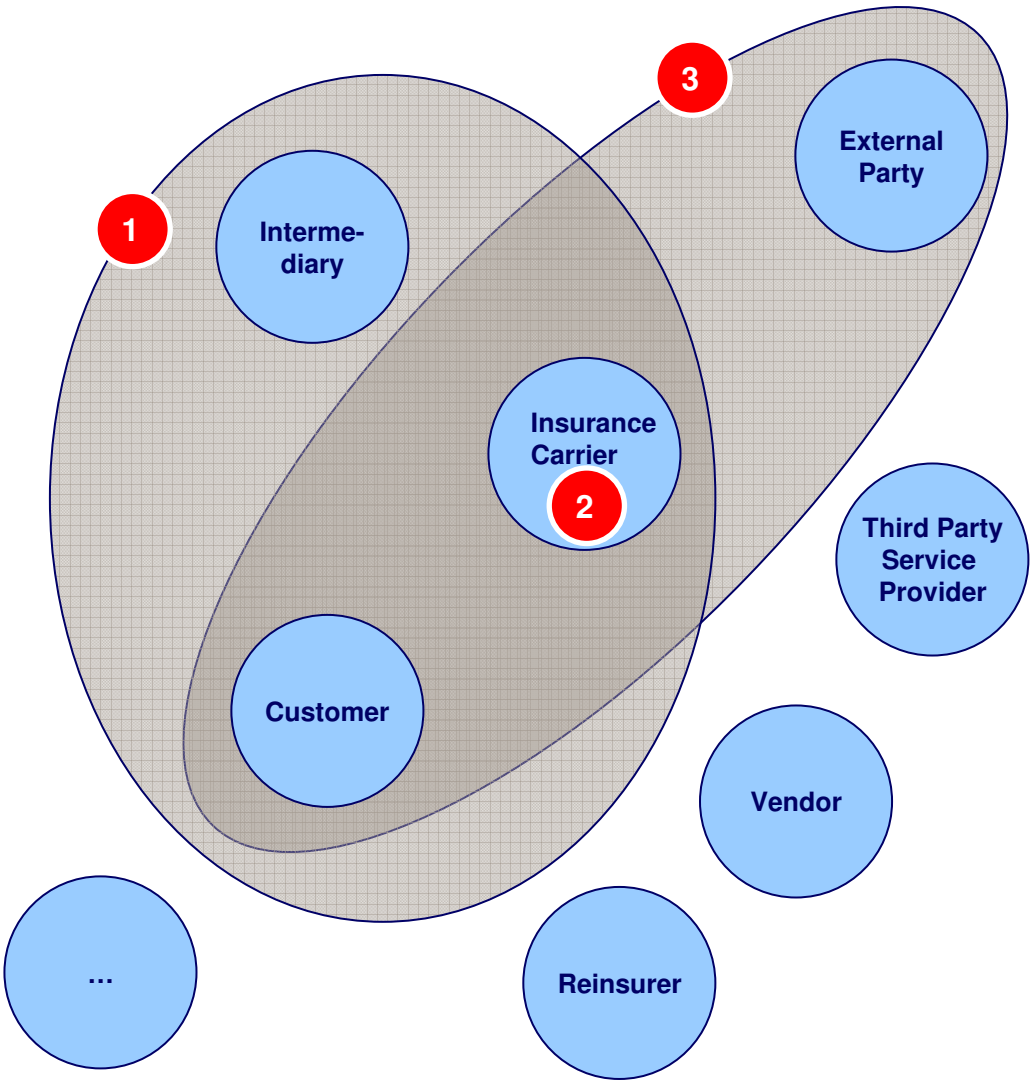 3
External
Party
1
Interme-
diary
Insurance
Carrier
2
Third Party
Service
Provider
Customer
Vendor
...
Reinsurer